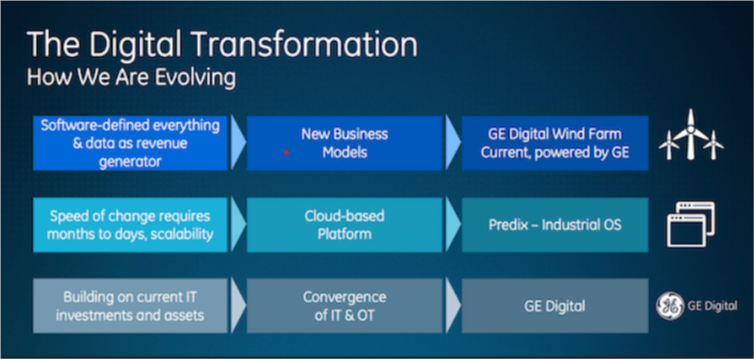 The Digital Transformation
How We Are Evolving
Software-defined everything
& data as revenue
generator
New Business
Models
GE Digital Wind Farm
Current, powered by GE
Speed of change requires
months to days, scalability
Cloud-based
Platform
Predix – Industrial OS
Building on current IT
investments and assets
Convergence
of IT & OT
GE Digital
GE Digital